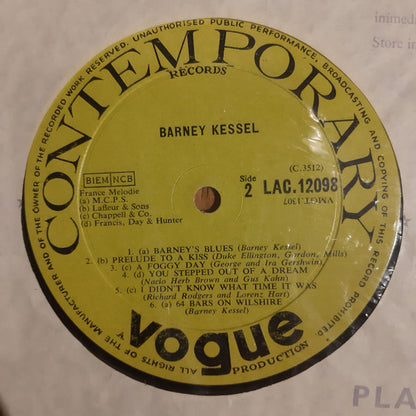 inimed
Store in
ALL RIGHTS OF THE MANUFACTURER AND OF THE OWNER OF THE RECORDED WORK RESERVED. UNAUTHORISED PUBLIC PERFORMANCE, BROADCASTING AND COPYING OF THIS RECORD PROHIBITED.
CONTEMPORARY
RECORDS
BARNEY KESSEL
BIEM NCB
France Melodie
(a) M.C.P.S.
(b) Lafleur & Sons
(c) Chappell & Co.
(d) Francis, Day & Hunter
(C.3512)
Side
2 LAC.12098
1. (a) BARNEY'S BLUES (Barney Kessel)
2. (b) PRELUDE TO A KISS (Duke Ellington, Gordon, Mills)
3. (c) A FOGGY DAY (George and Ira Gershwin)
4. (d) YOU STEPPED OUT OF A DREAM
(Nacio Herb Brown and Gus Kahn)
5. (c) I DIDN'T KNOW WHAT TIME IT WAS
(Richard Rodgers and Lorenz Hart)
6. (a) 64 BARS ON WILSHIRE
(Barney Kessel)
A
vogue
PRODUCTION
PLA